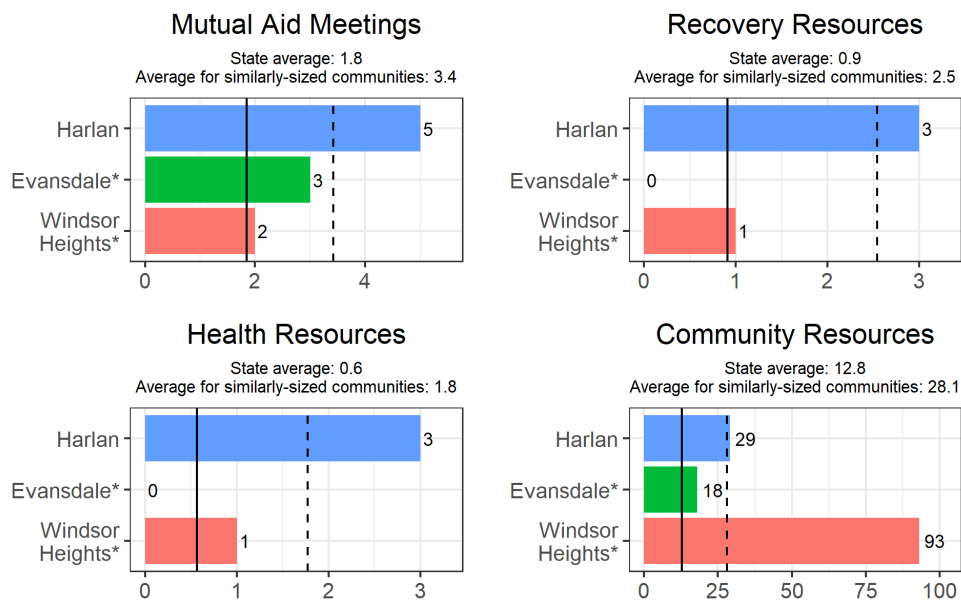 Mutual Aid Meetings
State average: 1.8
Average for similarly-sized communities: 3.4
Harlan
5
Evansdale*
3
Windsor
Heights*
2
0
2
4
Recovery Resources
State average: 0.9
Average for similarly-sized communities: 2.5
Harlan
3
Evansdale*
0
Windsor
Heights*
1
0
1
2
3
Health Resources
State average: 0.6
Average for similarly-sized communities: 1.8
Harlan
3
Evansdale*
0
Windsor
Heights*
1
0
1
2
3
Community Resources
State average: 12.8
Average for similarly-sized communities: 28.1
Harlan
29
Evansdale*
18
Windsor
Heights*
93
0
25
50
75
100